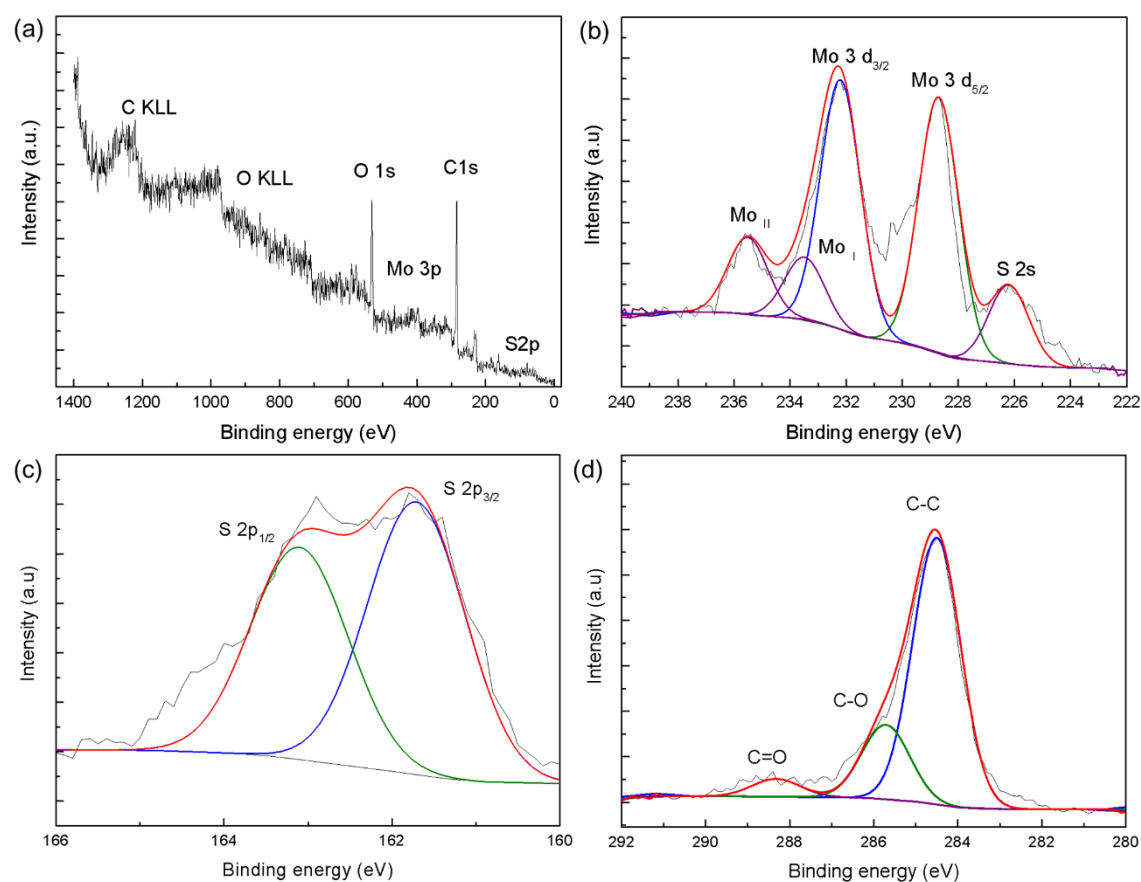 (a)
C KLL
O KLL
O 1s
C1s
Mo 3p
S2p
Intensity (a.u.)
1400 1200 1000 800 600 400 200 0
Binding energy (eV)
(b)
Mo 3 d3/2
Mo 3 d5/2
Mo II
Mo I
S 2s
Intensity (a.u.)
240 238 236 234 232 230 228 226 224 222
Binding energy (eV)
(c)
S 2p3/2
S 2p1/2
Intensity (a.u)
166 164 162 160
Binding energy (eV)
(d)
C-C
C-O
C=O
Intensity (a.u)
292 290 288 286 284 282 280
Binding energy (eV)